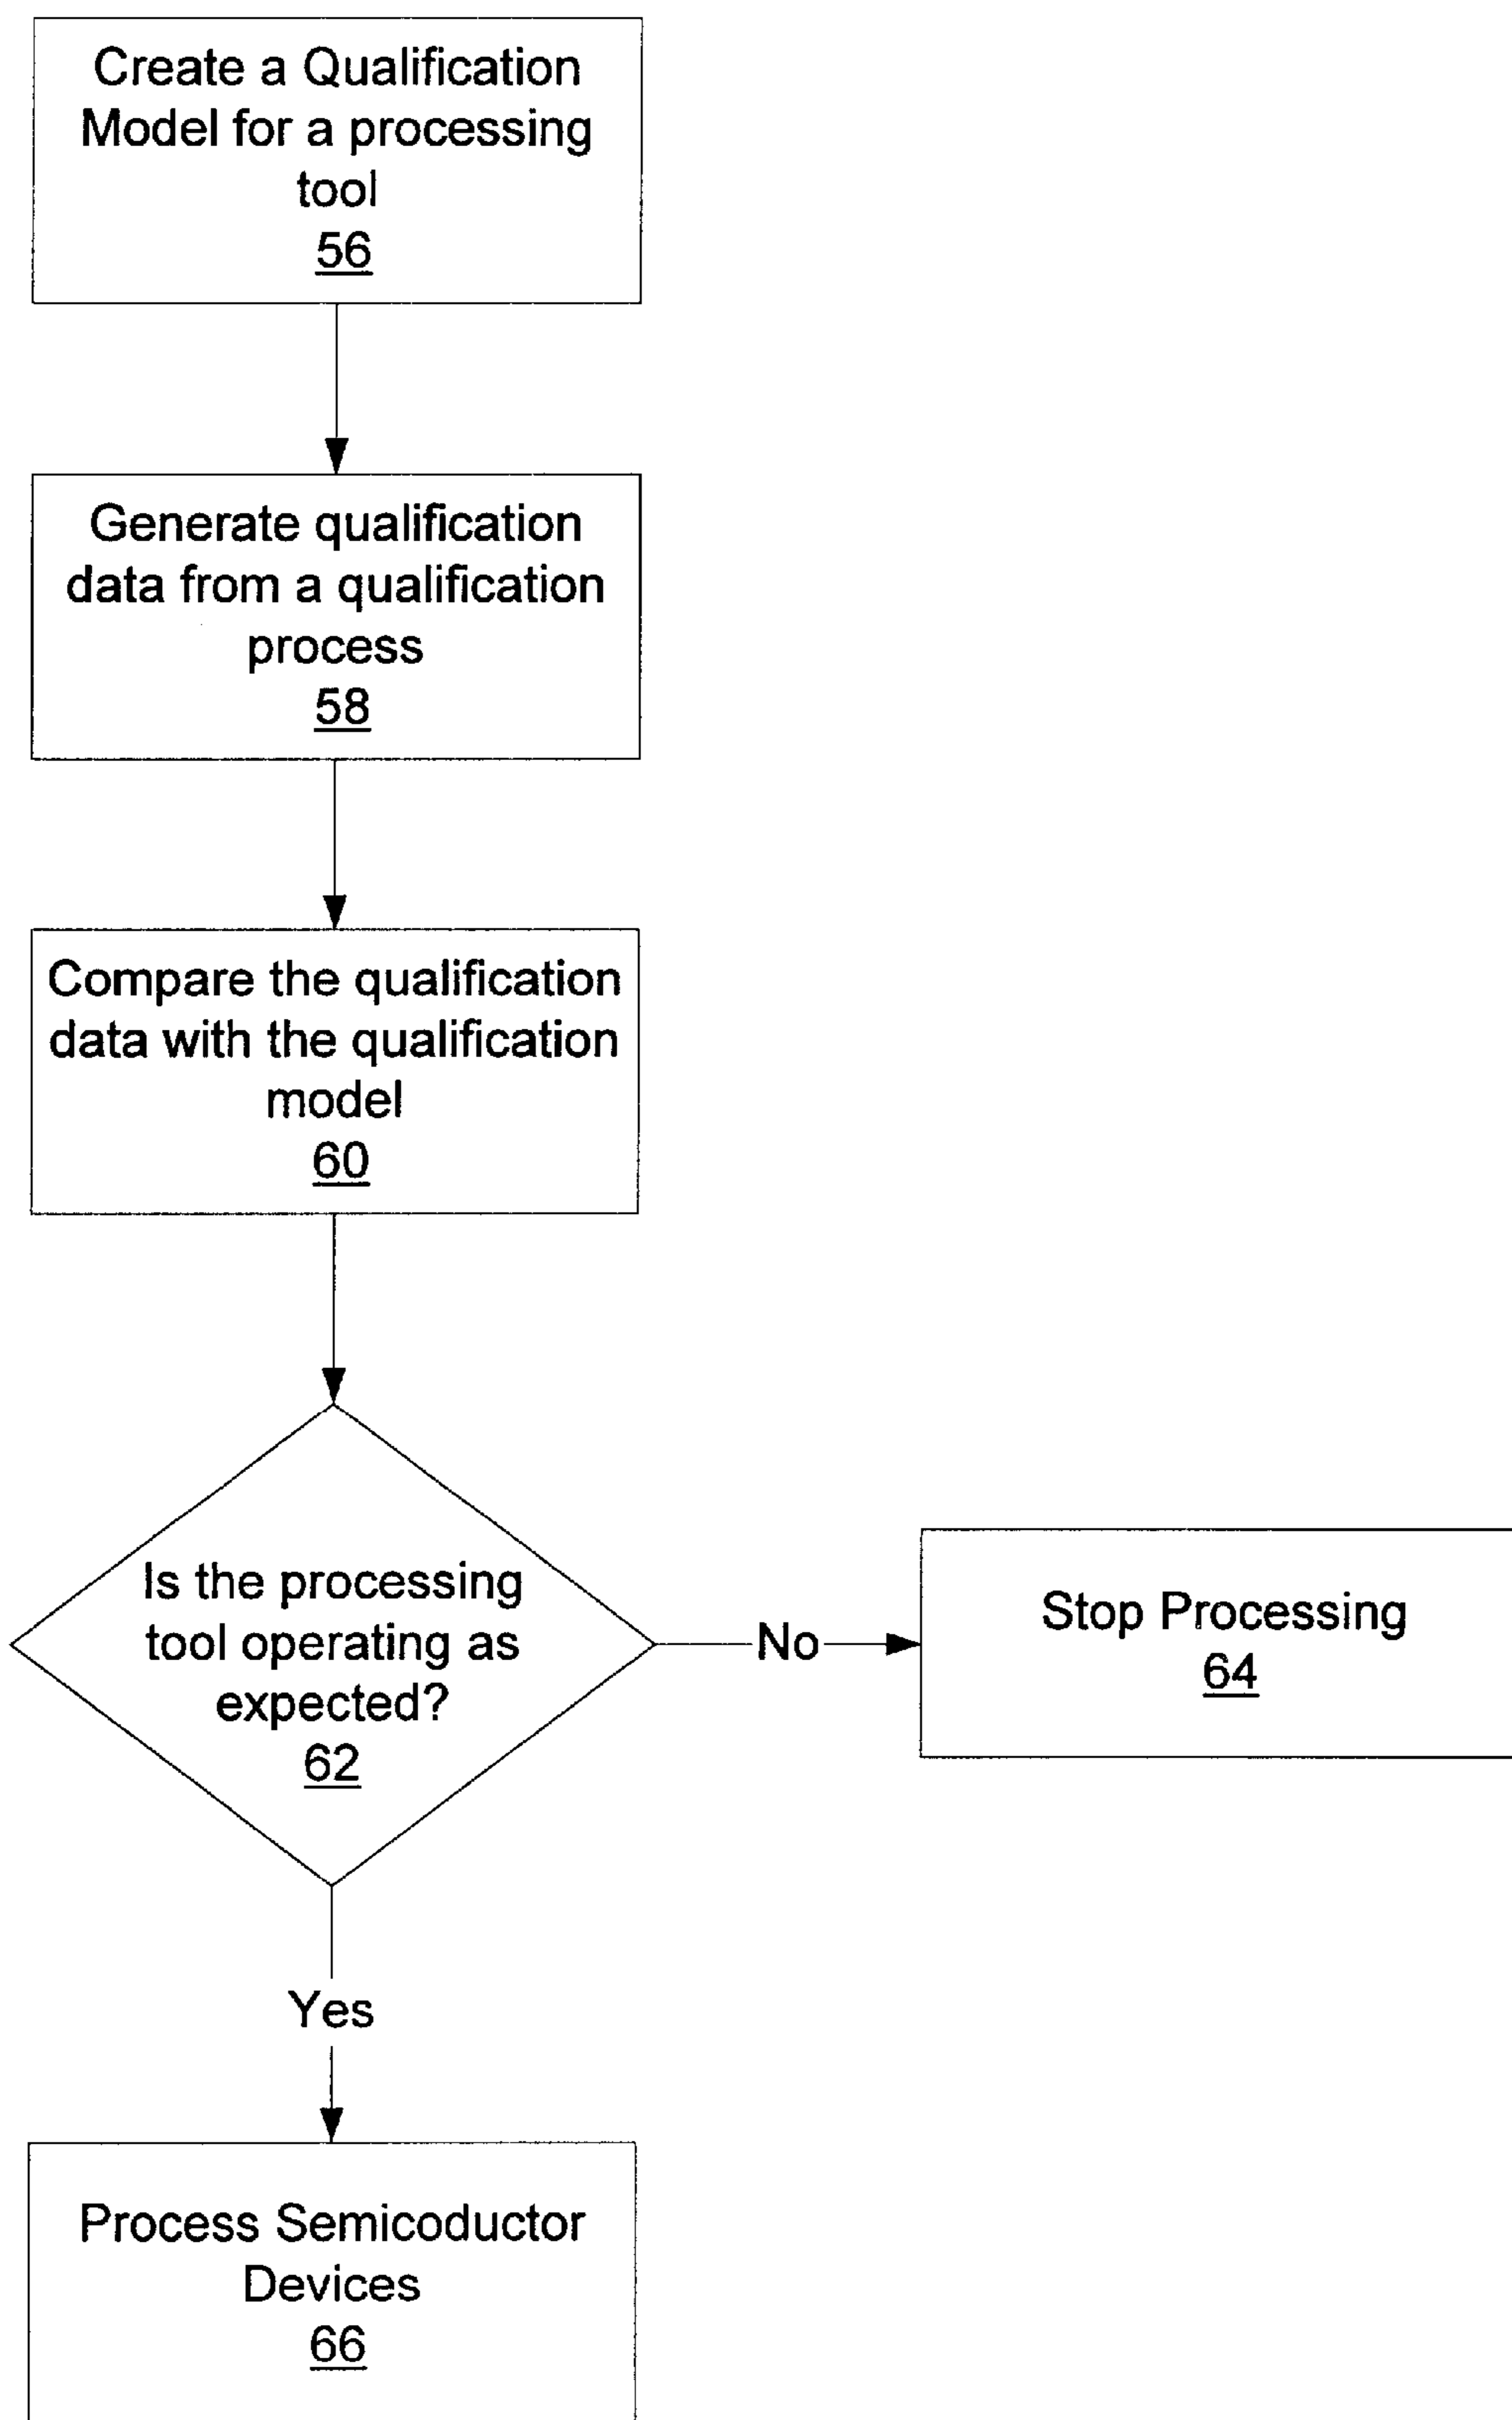 Create a Qualification
Model for a processing
tool
56
Generate qualification
data from a qualification
process
58
Compare the qualification
data with the qualification
model
60
Is the processing
tool operating as
expected?
62
No
Stop Processing
64
Yes
Process Semicoductor
Devices
66